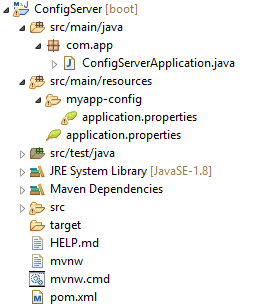 ConfigServer [boot]
src/main/java
com.app
ConfigServerApplication.java
src/main/resources
myapp-config
application.properties
application.properties
src/test/java
JRE System Library [JavaSE-1.8]
Maven Dependencies
src
target
HELP.md
mvnw
mvnw.cmd
pom.xml